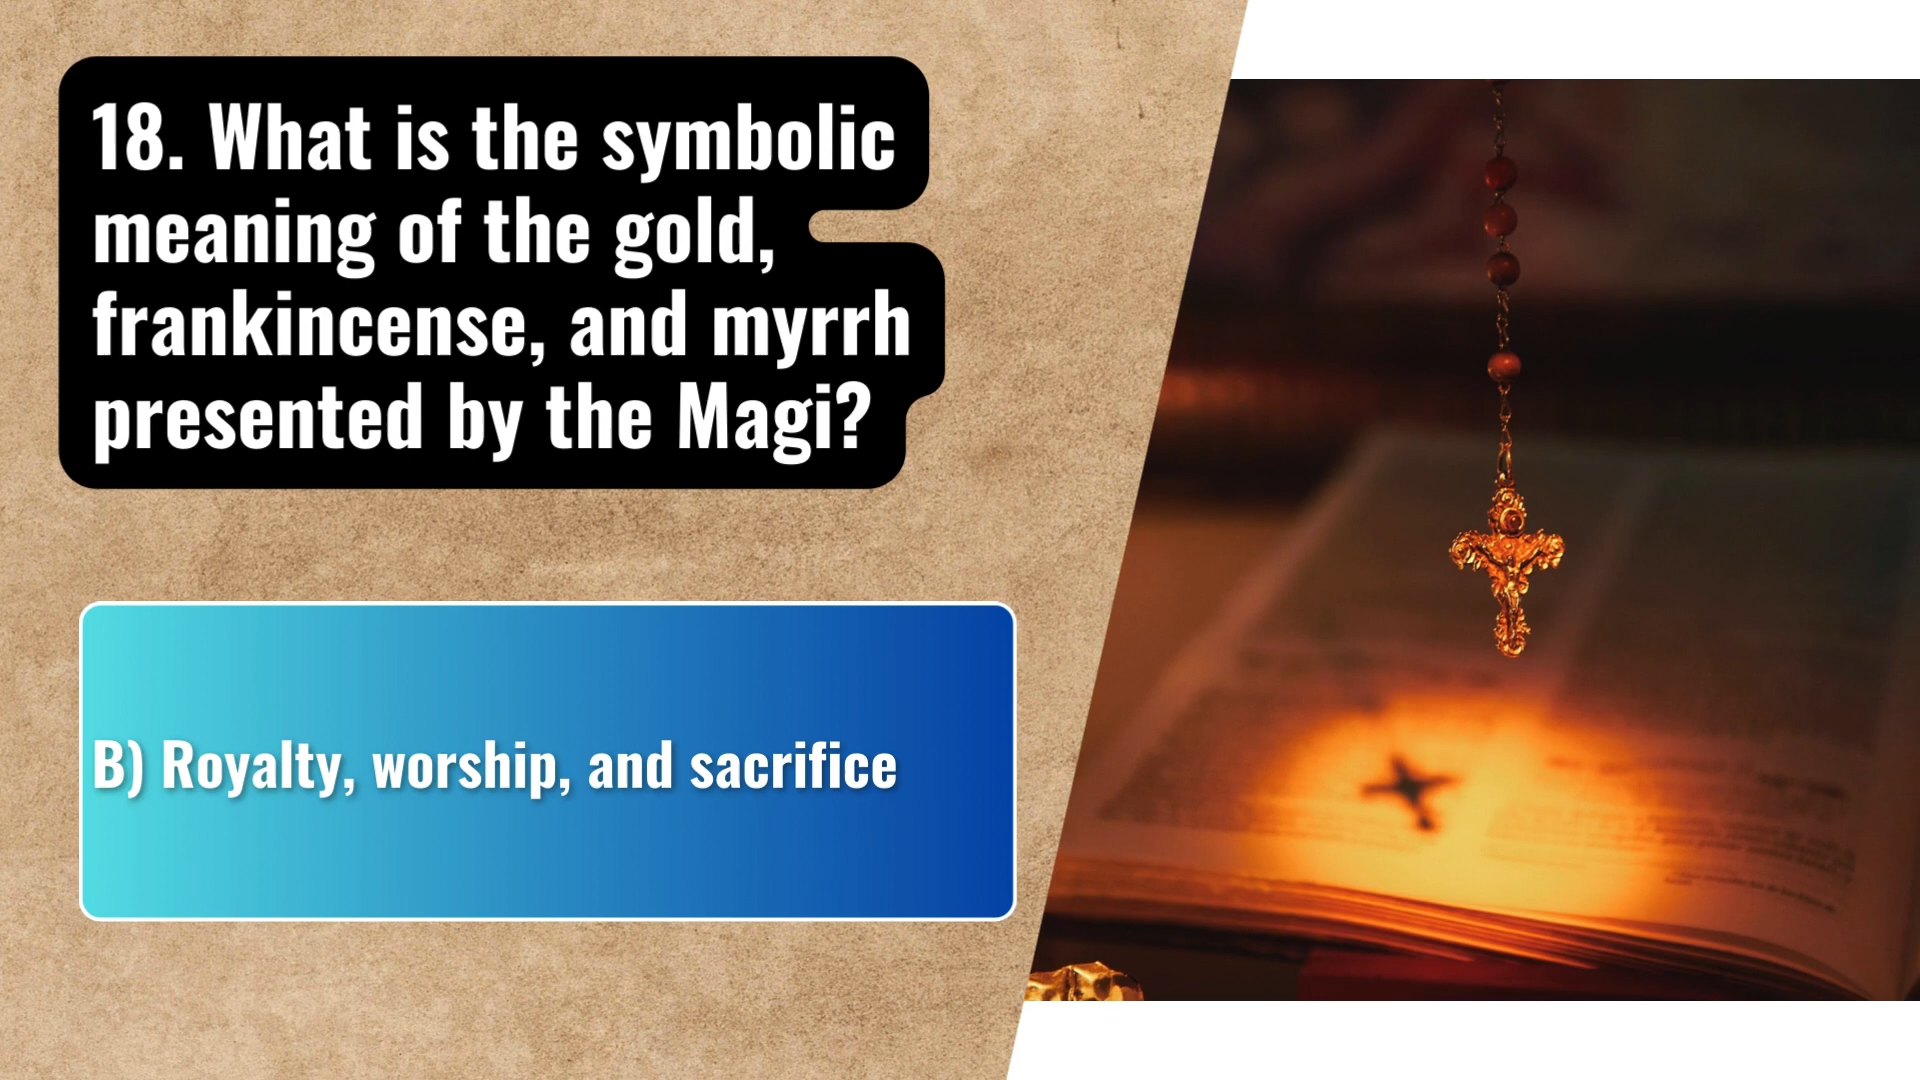 18. What is the symbolic
meaning of the gold,
frankincense, and myrrh
presented by the Magi?
B) Royalty, worship, and sacrifice